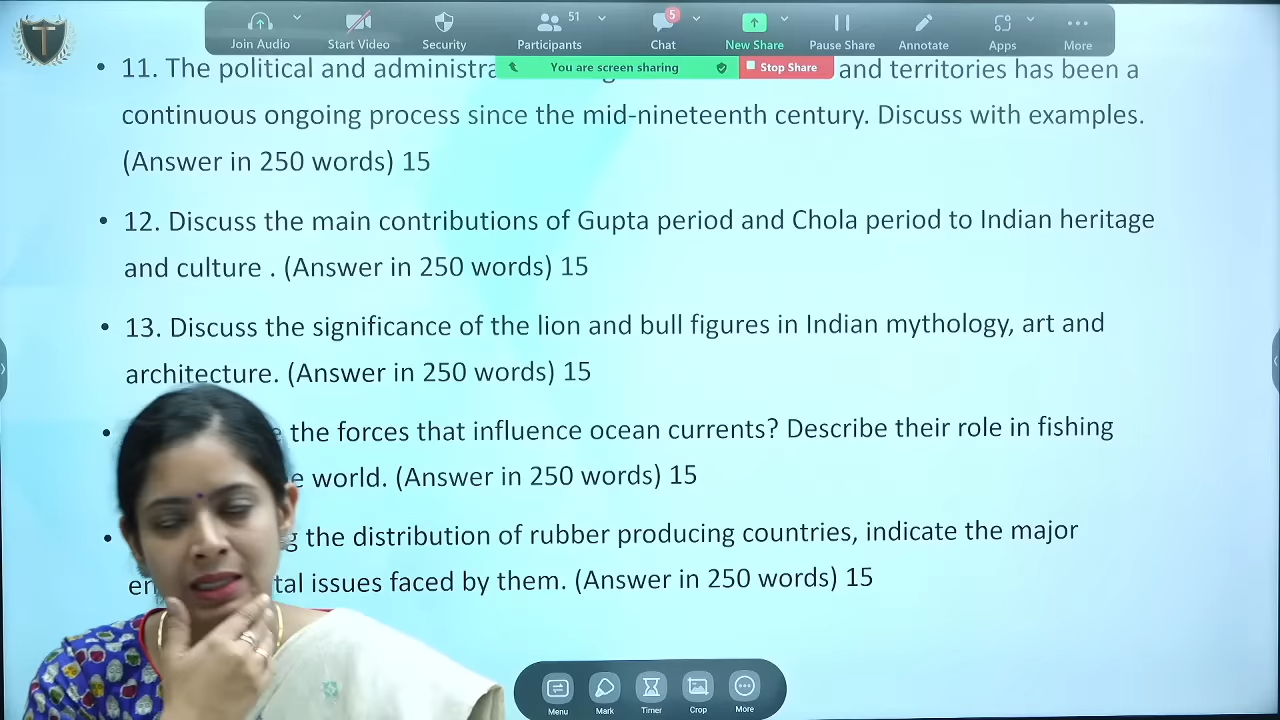 T
Join Audio
Start Video
Security
Participants
51
Chat
5
New Share
Pause Share
Annotate
Apps
More
You are screen sharing
Stop Share
• 11. The political and and territories has been a
continuous ongoing process since the mid-nineteenth century. Discuss with examples.
(Answer in 250 words) 15
• 12. Discuss the main contributions of Gupta period and Chola period to Indian heritage
and culture . (Answer in 250 words) 15
• 13. Discuss the significance of the lion and bull figures in Indian mythology, art and
architecture. (Answer in 250 words) 15
• the forces that influence ocean currents? Describe their role in fishing
world. (Answer in 250 words) 15
• the distribution of rubber producing countries, indicate the major
issues faced by them. (Answer in 250 words) 15
Menu
Mark
Timer
Crop
More